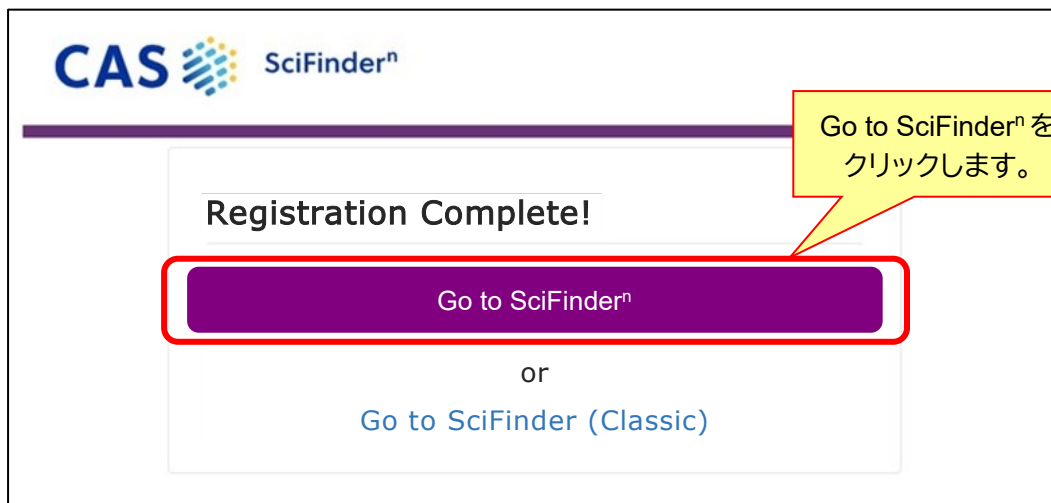 CAS SciFinderⁿ
Go to SciFinderⁿ を
クリックします。
Registration Complete!
Go to SciFinderⁿ
or
Go to SciFinder (Classic)